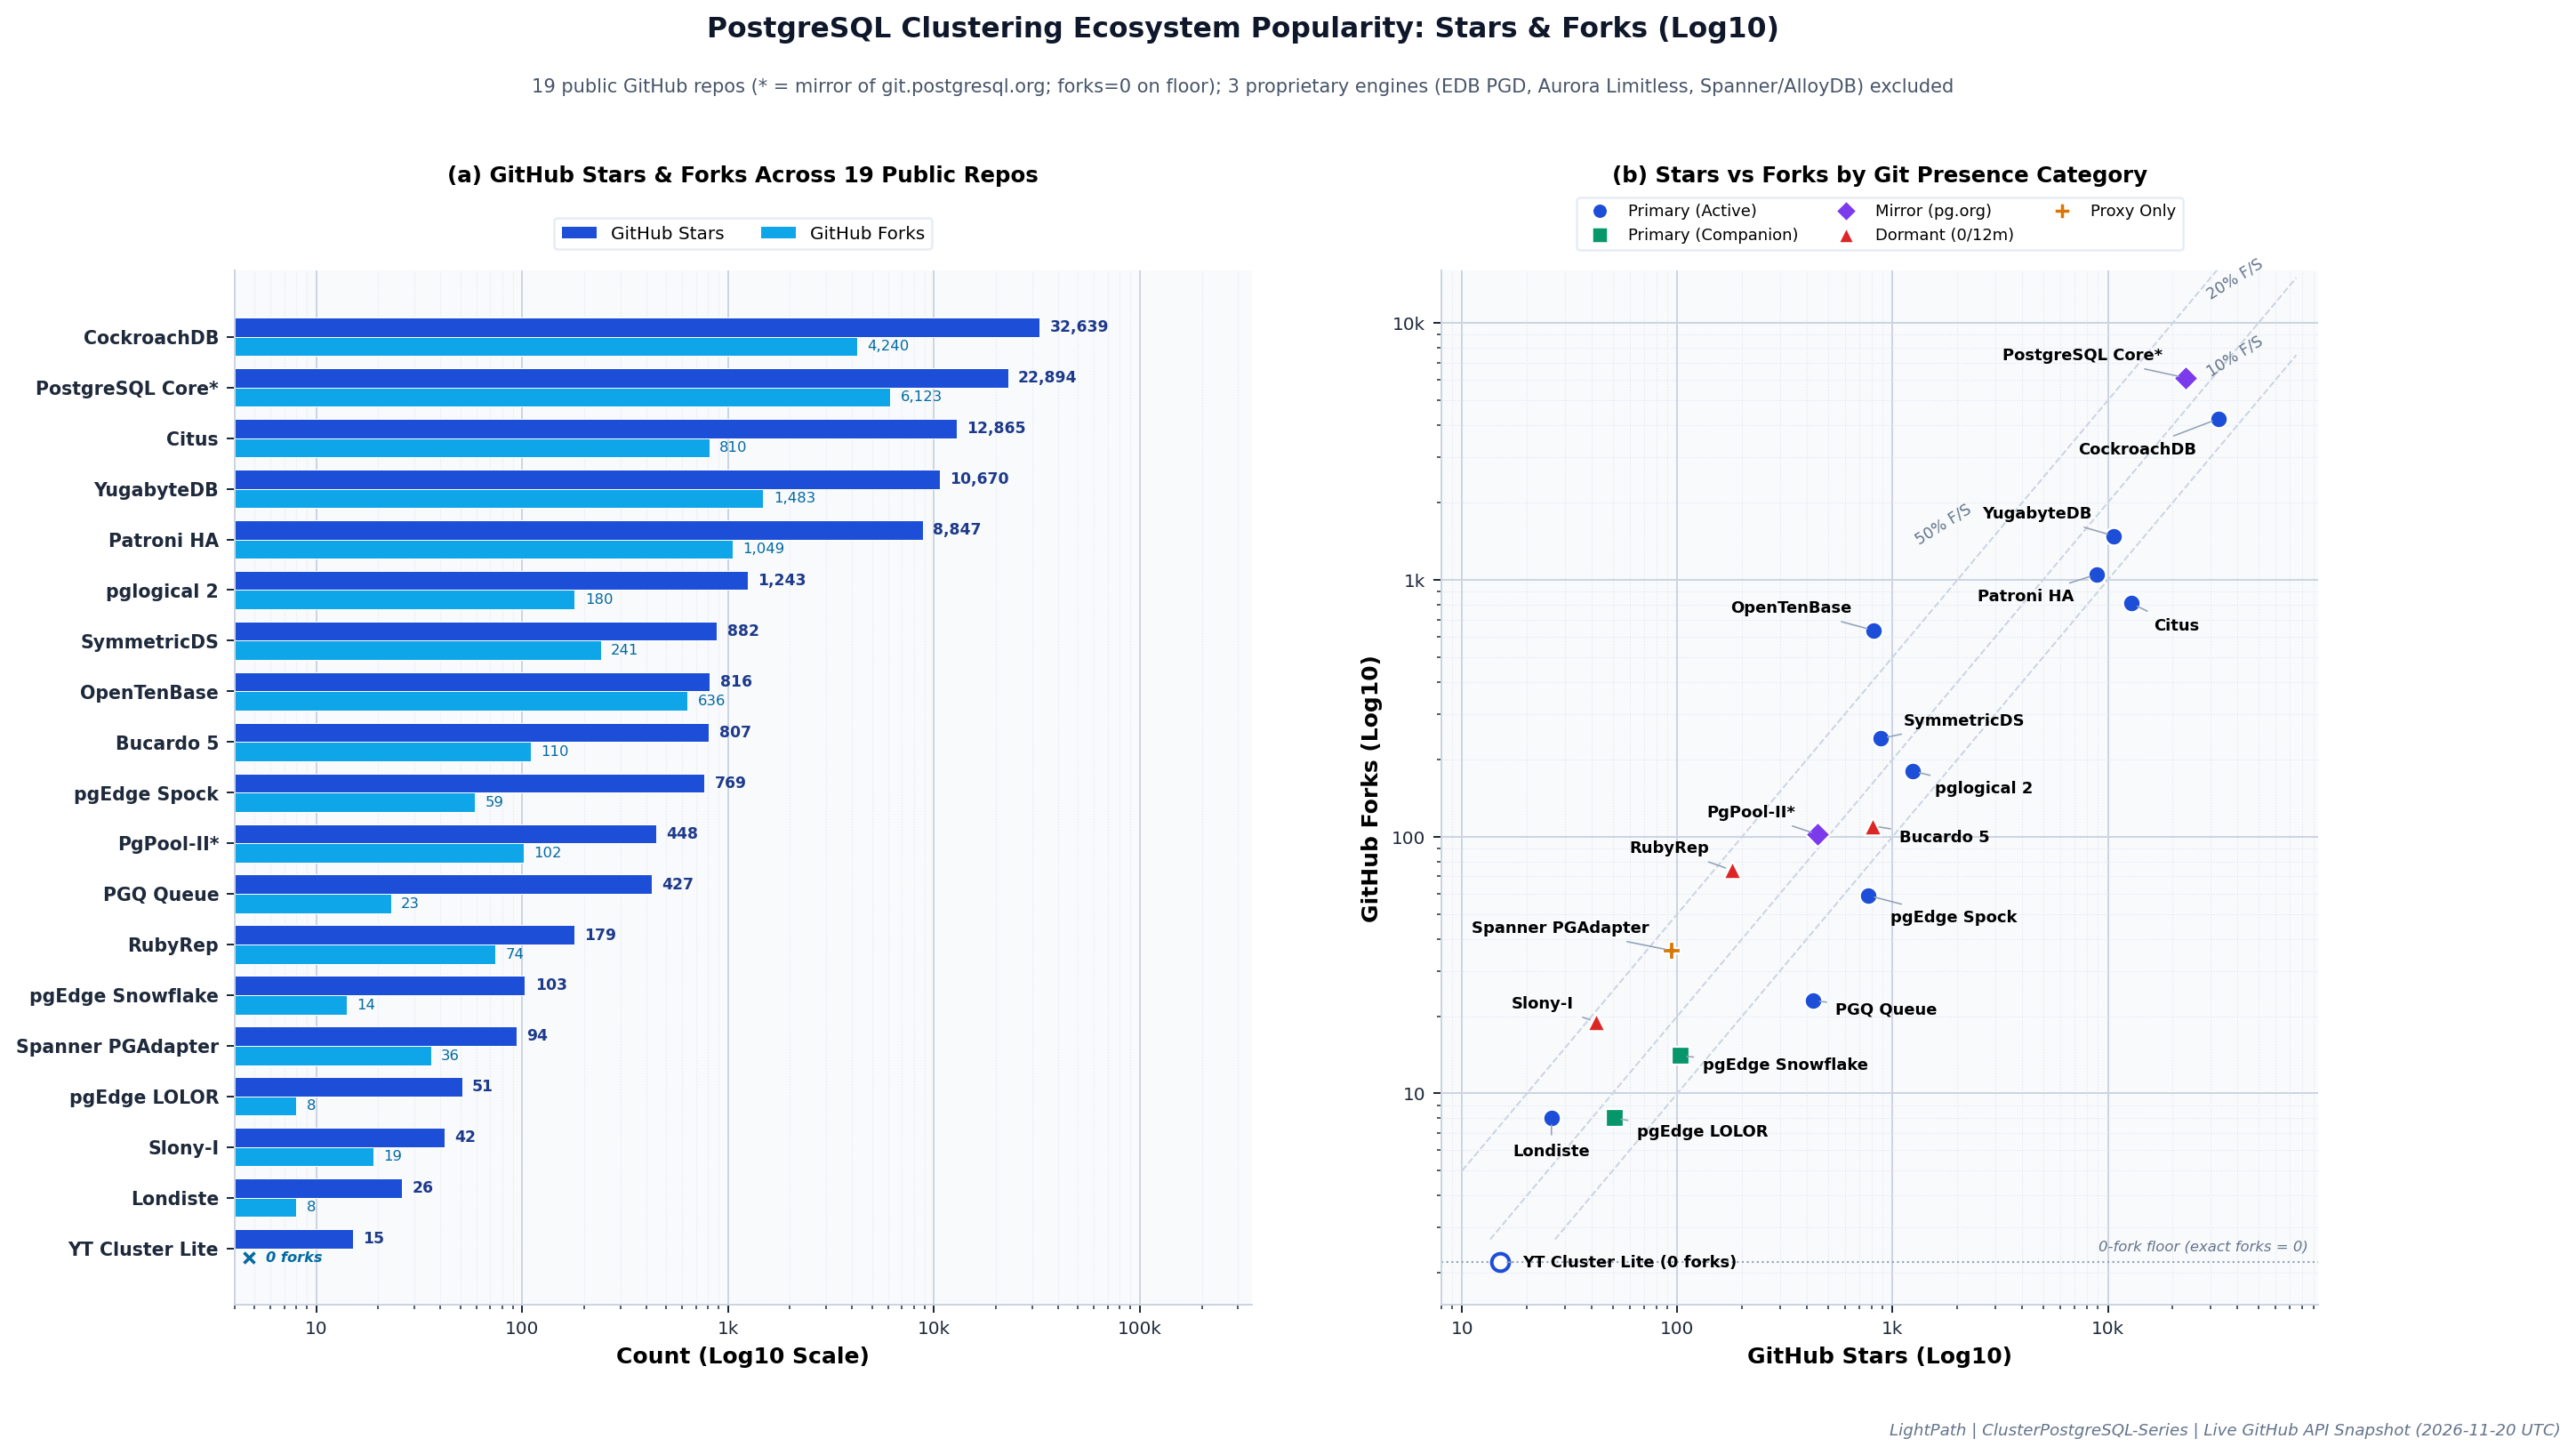 PostgreSQL Clustering Ecosystem Popularity: Stars & Forks (Log10)
19 public GitHub repos (* = mirror of git.postgresql.org; forks=0 on floor); 3 proprietary engines (EDB PGD, Aurora Limitless, Spanner/AlloyDB) excluded
(a) GitHub Stars & Forks Across 19 Public Repos
GitHub Stars GitHub Forks
CockroachDB 32,639
4,240
PostgreSQL Core* 22,894
6,123
Citus 12,865
810
YugabyteDB 10,670
1,483
Patroni HA 8,847
1,049
pglogical 2 1,243
180
SymmetricDS 882
241
OpenTenBase 816
636
Bucardo 5 807
110
pgEdge Spock 769
59
PgPool-II* 448
102
PGQ Queue 427
23
RubyRep 179
74
pgEdge Snowflake 103
14
Spanner PGAdapter 94
36
pgEdge LOLOR 51
8
Slony-I 42
19
Londiste 26
8
YT Cluster Lite 15
0 forks
10 100 1k 10k 100k
Count (Log10 Scale)
(b) Stars vs Forks by Git Presence Category
Primary (Active) Mirror (pg.org) Proxy Only
Primary (Companion) Dormant (0/12m)
20% F/S
10k
10% F/S
PostgreSQL Core*
CockroachDB
50% F/S
YugabyteDB
1k
Patroni HA
OpenTenBase
Citus
SymmetricDS
pglogical 2
PgPool-II*
100
Bucardo 5
RubyRep
pgEdge Spock
Spanner PGAdapter
Slony-I
PGQ Queue
pgEdge Snowflake
10
pgEdge LOLOR
Londiste
0-fork floor (exact forks = 0)
YT Cluster Lite (0 forks)
GitHub Forks (Log10)
10 100 1k 10k
GitHub Stars (Log10)
LightPath | ClusterPostgreSQL-Series | Live GitHub API Snapshot (2026-11-20 UTC)